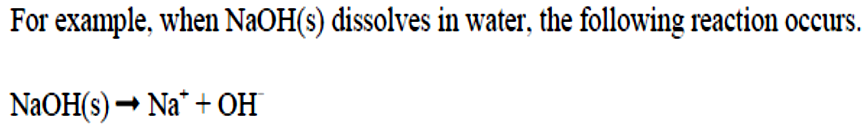 For example, when NaOH(s) dissolves in water, the following reaction occurs.
NaOH(s) → Na⁺ + OH⁻